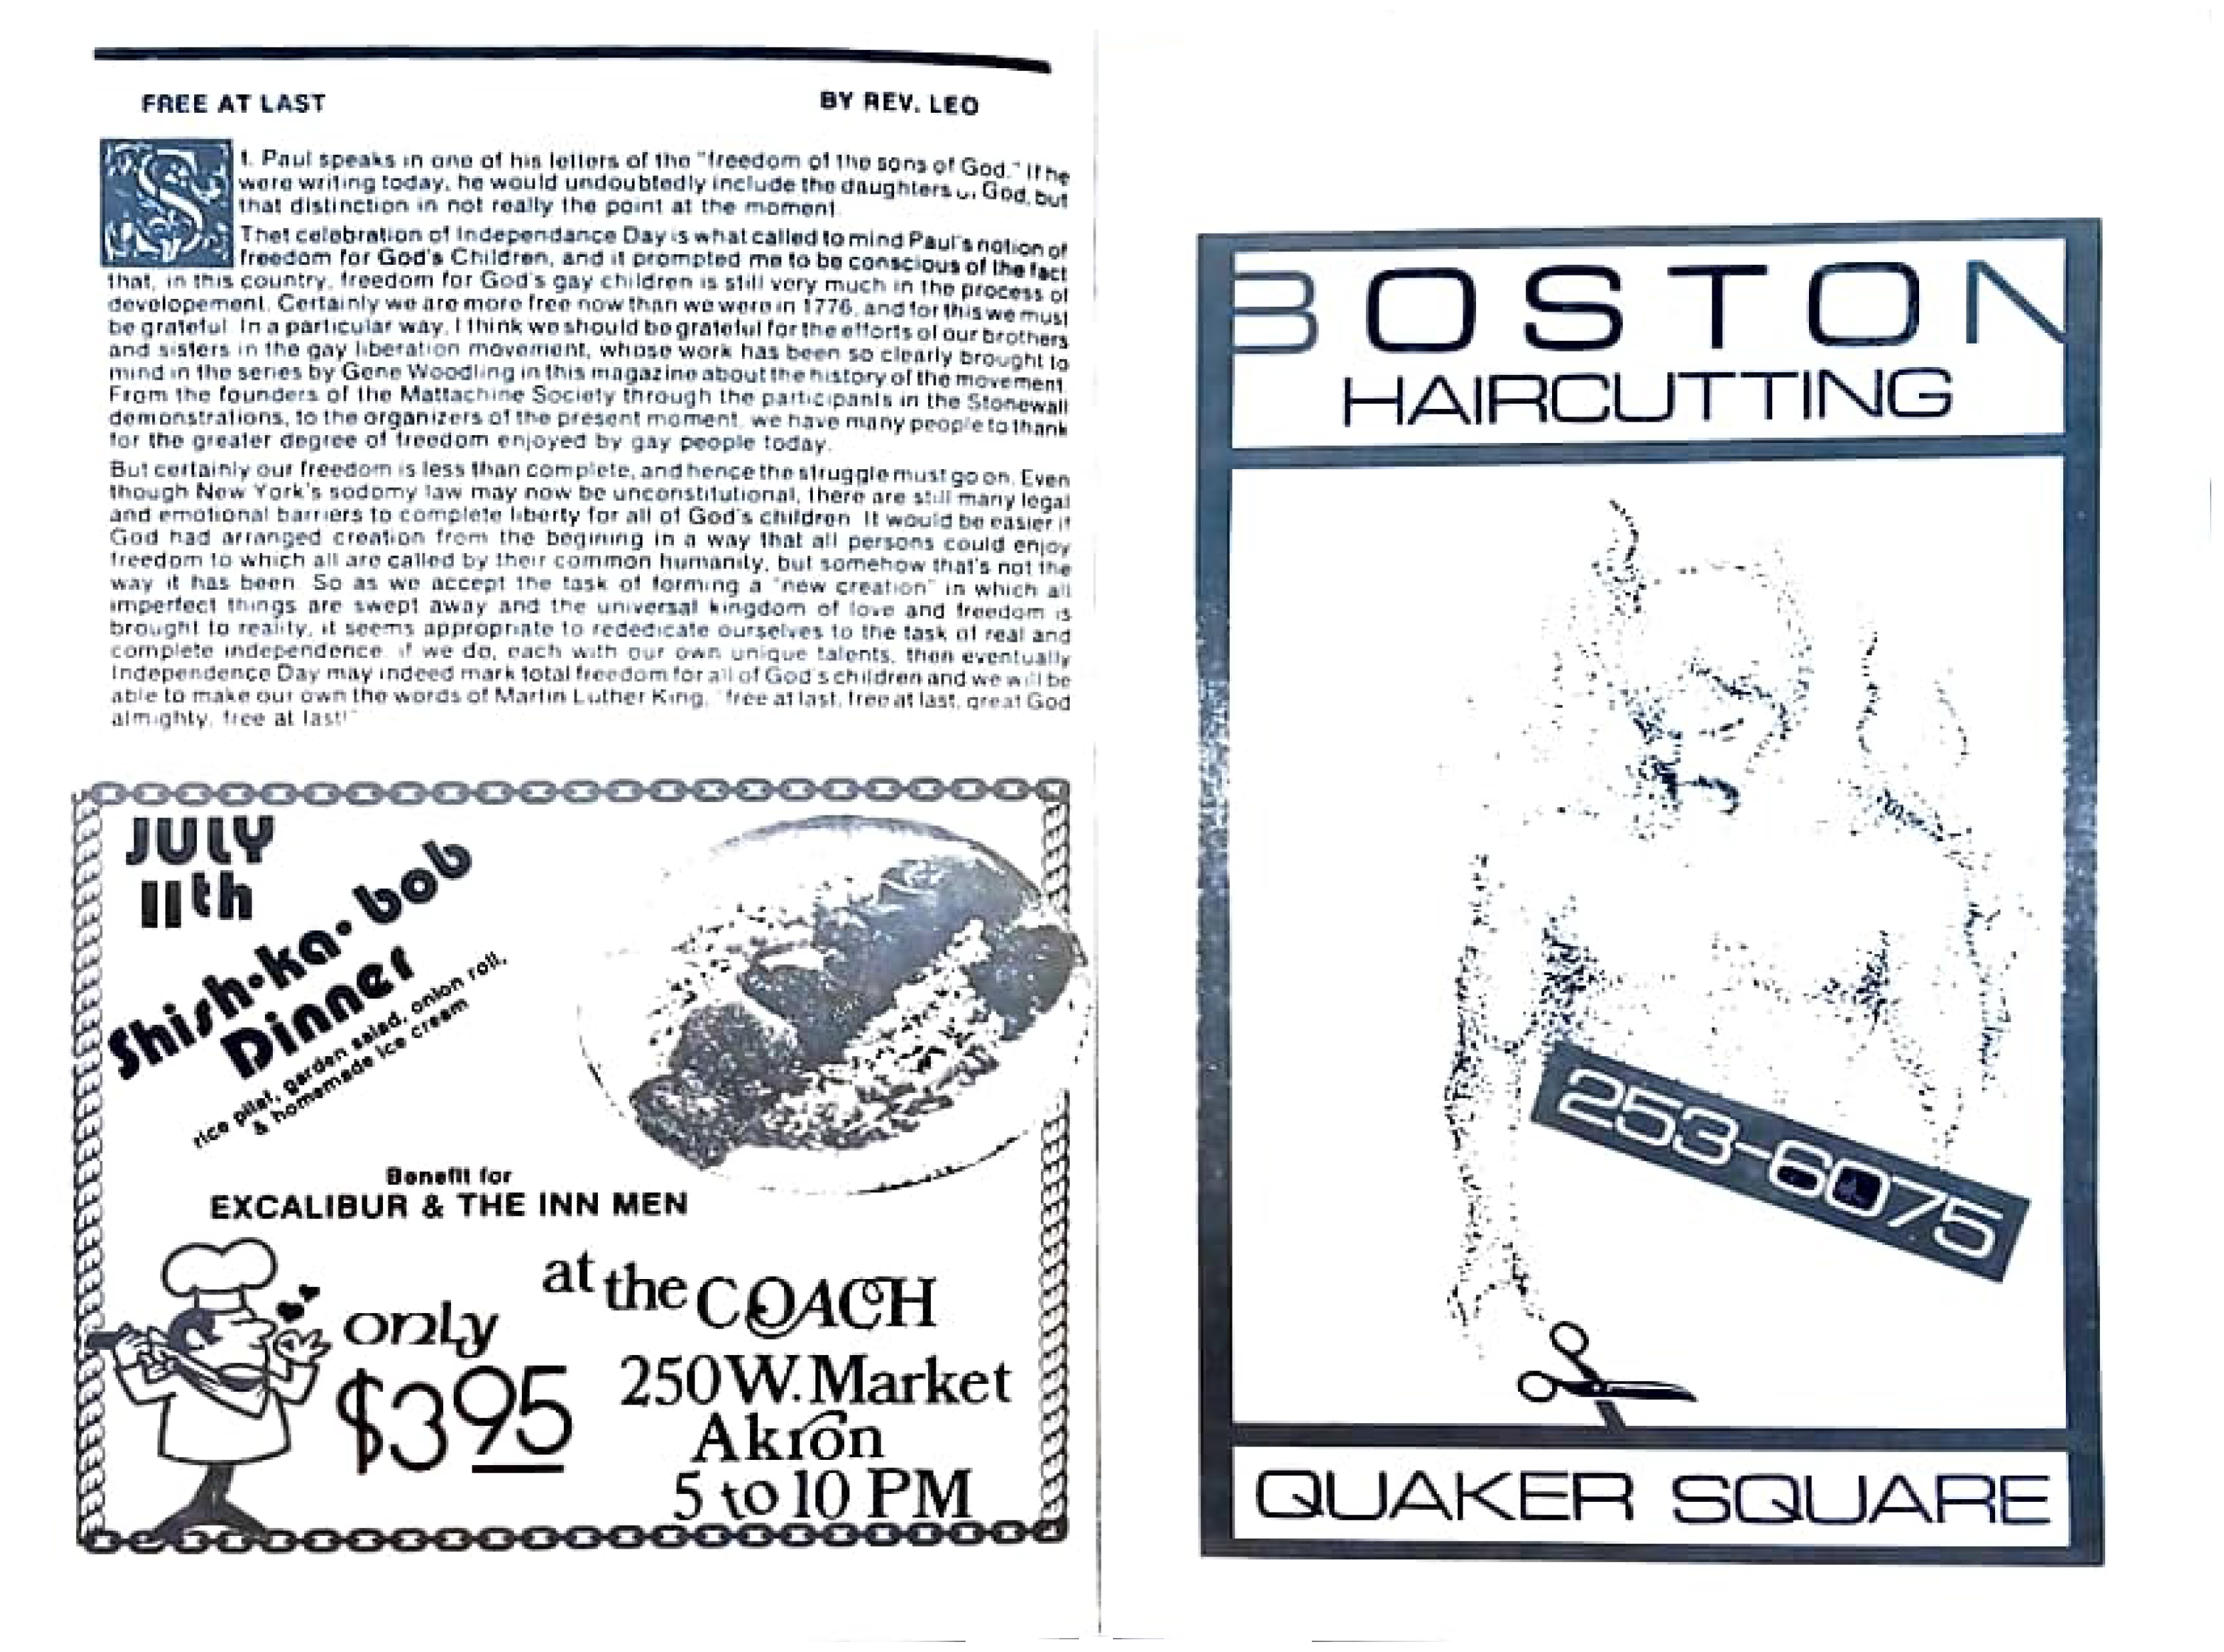 FREE AT LAST
BY REV. LEO
St. Paul speaks in one of his letters of the "freedom of the sons of God." If he
were writing today, he would undoubtedly include the daughters of God, but
that distinction in not really the point at the moment.
Thet celebration of Independance Day is what called to mind Paul's notion of
freedom for God's Children, and it prompted me to be conscious of the fact
that, in this country, freedom for God's gay children is still very much in the process of
developement. Certainly we are more free now than we were in 1776, and for this we must
be grateful. In a particular way, I think we should be grateful for the efforts of our brothers
and sisters in the gay liberation movement, whose work has been so clearly brought to
mind in the series by Gene Woodling in this magazine about the history of the movement.
From the founders of the Mattachine Society through the participants in the Stonewall
demonstrations, to the organizers of the present moment, we have many people to thank
for the greater degree of freedom enjoyed by gay people today.
But certainly our freedom is less than complete, and hence the struggle must go on. Even
though New York's sodomy law may now be unconstitutional, there are still many legal
and emotional barriers to complete liberty for all of God's children. It would be easier if
God had arranged creation from the begining in a way that all persons could enjoy
freedom to which all are called by their common humanity, but somehow that's not the
way it has been. So as we accept the task of forming a "new creation" in which all
imperfect things are swept away and the universal kingdom of love and freedom is
brought to reality, it seems appropriate to rededicate ourselves to the task of real and
complete independence. if we do, each with our own unique talents, then eventually
Independence Day may indeed mark total freedom for all of God's children and we will be
able to make our own the words of Martin Luther King, "free at last, free at last, great God
almighty, free at last!"
JULY
11th
Shish-ka-bob
Dinner
rice pilaf, garden salad, onion roll,
& homemade ice cream
Benefit for
EXCALIBUR & THE INN MEN
at the COACH
only
$3 95
250 W. Market
Akron
5 to 10 PM
BOSTON
HAIRCUTTING
253-6075
QUAKER SQUARE